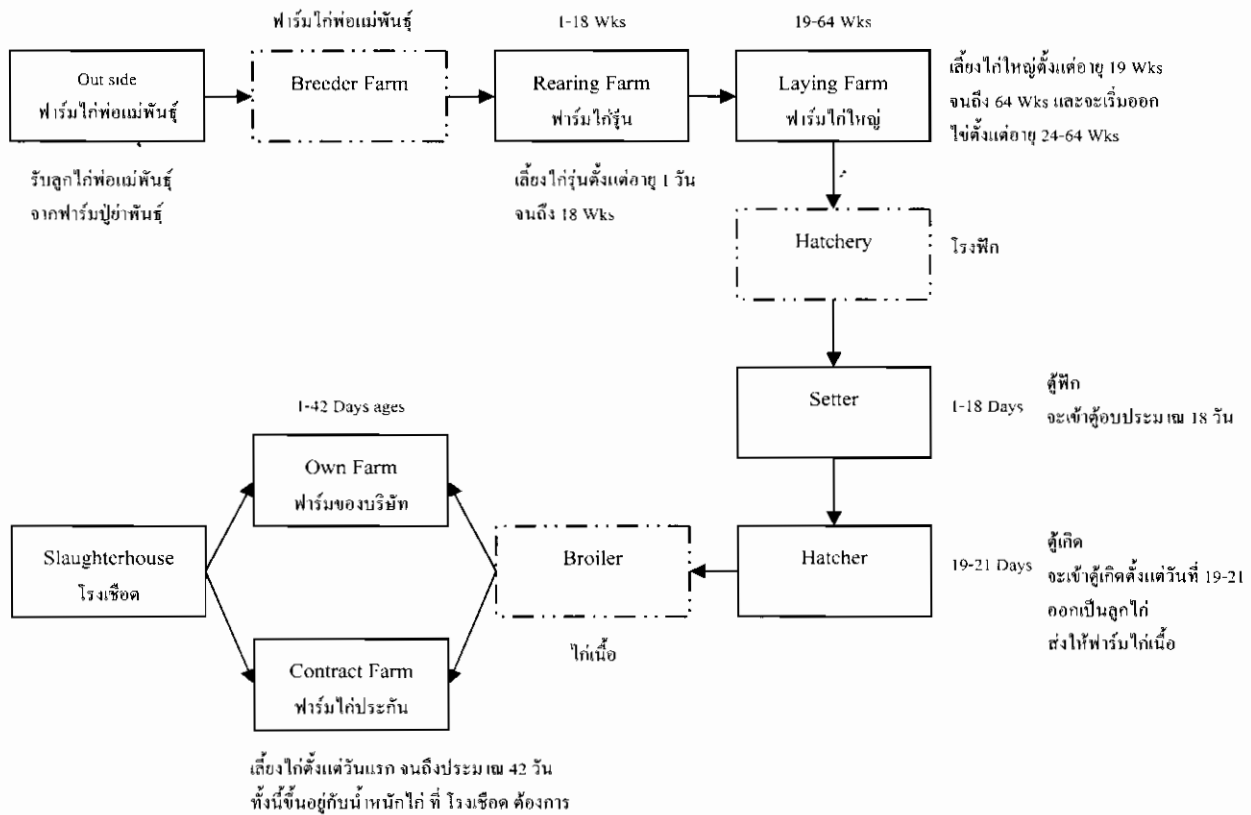 ฟาร์มไก่พ่อแม่พันธุ์
1-18 Wks
19-64 Wks
Out side
ฟาร์มไก่พ่อแม่พันธุ์
Breeder Farm
Rearing Farm
ฟาร์มไก่รุ่น
Laying Farm
ฟาร์มไก่ใหญ่
เลี้ยงไก่ใหญ่ตั้งแต่อายุ 19 Wks
จนถึง 64 Wks และจะเริ่มออก
ไข่ตั้งแต่อายุ 24-64 Wks
รับลูกไก่พ่อแม่พันธุ์
จากฟาร์มปู่ย่าพันธุ์
เลี้ยงไก่รุ่นตั้งแต่อายุ 1 วัน
จนถึง 18 Wks
Hatchery
โรงฟัก
Setter
1-18 Days
ตู้ฟัก
จะเข้าตู้อบประมาณ 18 วัน
1-42 Days ages
Own Farm
ฟาร์มของบริษัท
Slaughterhouse
โรงเชือด
Broiler
ไก่เนื้อ
Hatcher
19-21 Days
ตู้เกิด
จะเข้าตู้เกิดตั้งแต่วันที่ 19-21
ออกเป็นลูกไก่
ส่งให้ฟาร์มไก่เนื้อ
Contract Farm
ฟาร์มไก่ประกัน
เลี้ยงไก่ตั้งแต่วันแรก จนถึงประมาณ 42 วัน
ทั้งนี้ขึ้นอยู่กับน้ำหนักไก่ ที่ โรงเชือด ต้องการ